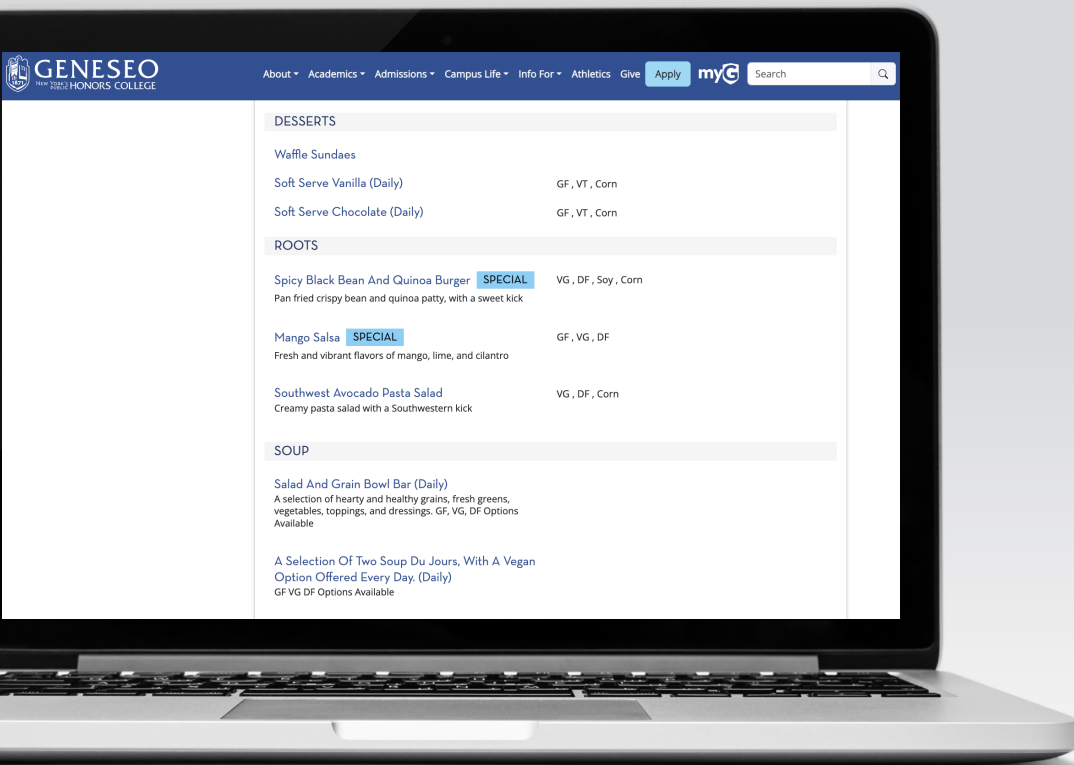 GENESEO
NEW YORK'S PUBLIC HONORS COLLEGE
1871
About Academics Admissions Campus Life Info For Athletics Give Apply myG Search
DESSERTS
Waffle Sundaes
Soft Serve Vanilla (Daily) GF , VT , Corn
Soft Serve Chocolate (Daily) GF , VT , Corn
ROOTS
Spicy Black Bean And Quinoa Burger SPECIAL VG , DF , Soy , Corn
Pan fried crispy bean and quinoa patty, with a sweet kick
Mango Salsa SPECIAL GF , VG , DF
Fresh and vibrant flavors of mango, lime, and cilantro
Southwest Avocado Pasta Salad VG , DF , Corn
Creamy pasta salad with a Southwestern kick
SOUP
Salad And Grain Bowl Bar (Daily)
A selection of hearty and healthy grains, fresh greens,
vegetables, toppings, and dressings. GF, VG, DF Options
Available
A Selection Of Two Soup Du Jours, With A Vegan
Option Offered Every Day. (Daily)
GF VG DF Options Available